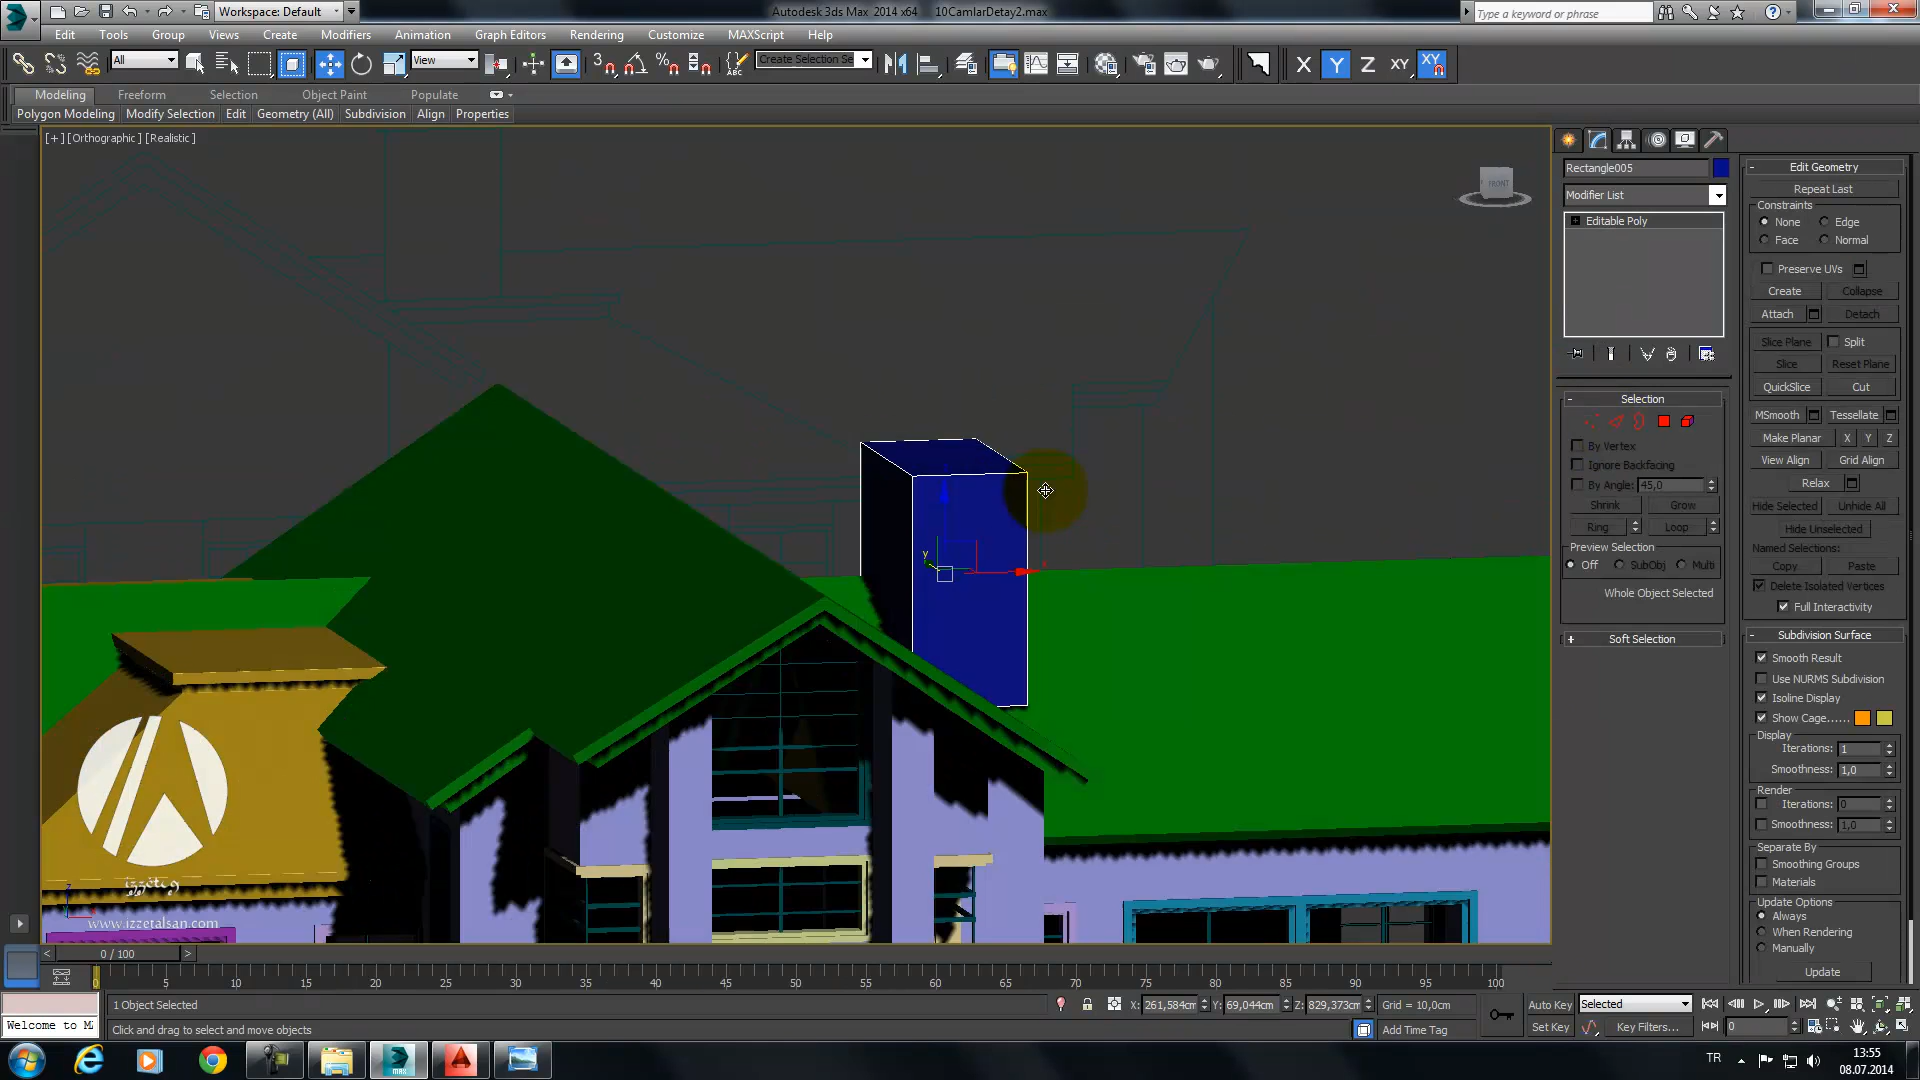 Workspace: Default
Autodesk 3ds Max 2014 x64 10CamlarDetay2.max
Type a keyword or phrase
Edit Tools Group Views Create Modifiers Animation Graph Editors Rendering Customize MAXScript Help
All View Create Selection Se X Y Z XY XY
Modeling Freeform Selection Object Paint Populate
Polygon Modeling Modify Selection Edit Geometry (All) Subdivision Align Properties
[+] [Orthographic] [Realistic]
FRONT
Rectangle005
Modifier List
Editable Poly
Selection
By Vertex
Ignore Backfacing
By Angle: 45,0
Shrink Grow
Ring Loop
Preview Selection
Off SubObj Multi
Whole Object Selected
Soft Selection
Edit Geometry
Repeat Last
Constraints
None Edge
Face Normal
Preserve UVs
Create Collapse
Attach Detach
Slice Plane Split
Slice Reset Plane
QuickSlice Cut
MSmooth Tessellate
Make Planar X Y Z
View Align Grid Align
Relax
Hide Selected Unhide All
Hide Unselected
Named Selections:
Copy Paste
Delete Isolated Vertices
Full Interactivity
Subdivision Surface
Smooth Result
Use NURMS Subdivision
Isoline Display
Show Cage......
Display
Iterations: 1
Smoothness: 1,0
Render
Iterations: 0
Smoothness: 1,0
Separate By
Smoothing Groups
Materials
Update Options
Always
When Rendering
Manually
Update
y
z
www.izzetalsan.com
0 / 100
0 5 10 15 20 25 30 35 40 45 50 55 60 65 70 75 80 85 90 95 100
1 Object Selected X: 261,584cm Y: 69,044cm Z: 829,373cm Grid = 10,0cm Auto Key Selected
Welcome to M Click and drag to select and move objects Add Time Tag Set Key Key Filters... 0
TR 13:55
08.07.2014